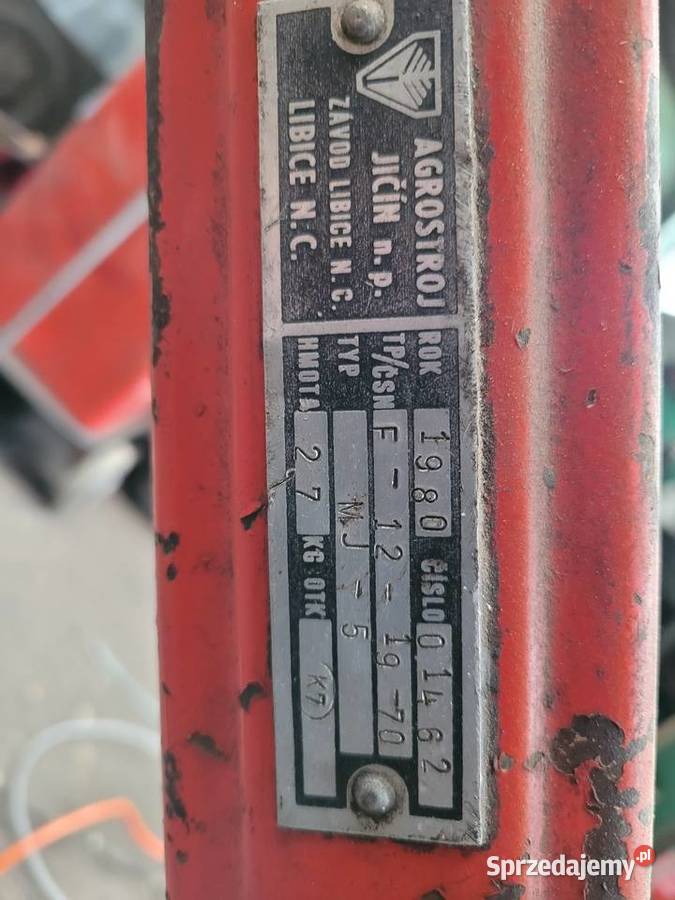 AGROSTROJ
JIČÍN n.p.
ZÁVOD LIBICE N.C.
LIBICE N.C.
ROK 1980 ČÍSLO 01462
TP/ČSN F-12-19-70
TYP MJ-5
HMOTA 27 KG OTK K7
Sprzedajemy.pl